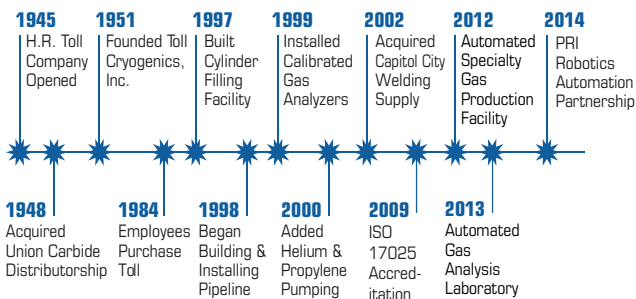 1945
H.R. Toll
Company
Opened
1951
Founded Toll
Cryogenics,
Inc.
1997
Built
Cylinder
Filling
Facility
1999
Installed
Calibrated
Gas
Analyzers
2002
Acquired
Capitol City
Welding
Supply
2012
Automated
Specialty
Gas
Production
Facility
2014
PRI
Robotics
Automation
Partnership
1948
Acquired
Union Carbide
Distributorship
1984
Employees
Purchase
Toll
1998
Began
Building &
Installing
Pipeline
2000
Added
Helium &
Propylene
Pumping
2009
ISO
17025
Accred-
itation
2013
Automated
Gas
Analysis
Laboratory